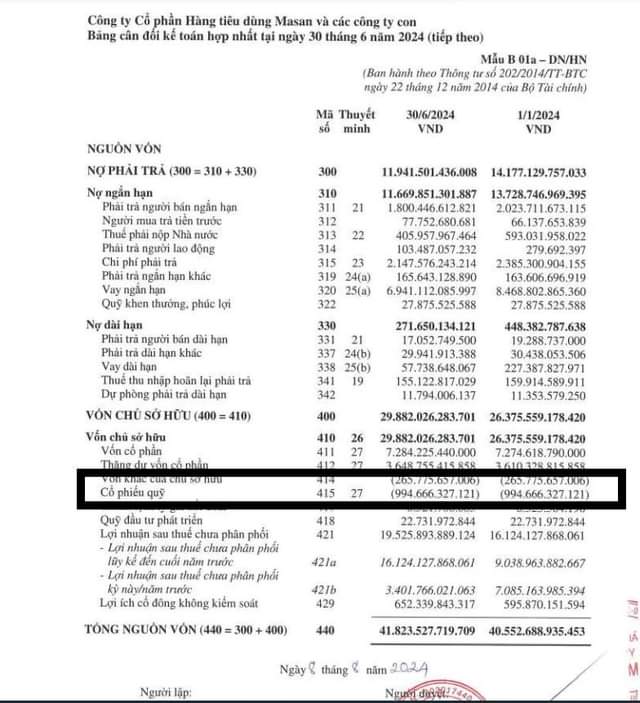 Công ty Cổ phần Hàng tiêu dùng Masan và các công ty con
Bảng cân đối kế toán hợp nhất tại ngày 30 tháng 6 năm 2024 (tiếp theo)
Mẫu B 01a – DN/HN
(Ban hành theo Thông tư số 202/2014/TT-BTC
ngày 22 tháng 12 năm 2014 của Bộ Tài chính)
Mã Thuyết 30/6/2024 1/1/2024
số minh VND VND
NGUỒN VỐN
NỢ PHẢI TRẢ (300 = 310 + 330) 300 11.941.501.436.008 14.177.129.757.033
Nợ ngắn hạn 310 11.669.851.301.887 13.728.746.969.395
Phải trả người bán ngắn hạn 311 21 1.800.446.612.821 2.023.711.673.115
Người mua trả tiền trước 312 77.752.680.681 66.137.653.839
Thuế phải nộp Nhà nước 313 22 405.957.967.464 593.031.958.022
Phải trả người lao động 314 103.487.057.232 279.692.397
Chi phí phải trả 315 23 2.147.576.243.214 2.385.300.904.155
Phải trả ngắn hạn khác 319 24(a) 165.643.128.890 163.606.696.919
Vay ngắn hạn 320 25(a) 6.941.112.085.997 8.468.802.865.360
Quỹ khen thưởng, phúc lợi 322 27.875.525.588 27.875.525.588
Nợ dài hạn 330 271.650.134.121 448.382.787.638
Phải trả người bán dài hạn 331 21 17.052.749.500 19.288.737.000
Phải trả dài hạn khác 337 24(b) 29.941.913.388 30.438.053.506
Vay dài hạn 338 25(b) 57.738.648.067 227.387.827.971
Thuế thu nhập hoãn lại phải trả 341 19 155.122.817.029 159.914.589.911
Dự phòng phải trả dài hạn 342 11.794.006.137 11.353.579.250
VỐN CHỦ SỞ HỮU (400 = 410) 400 29.882.026.283.701 26.375.559.178.420
Vốn chủ sở hữu 410 26 29.882.026.283.701 26.375.559.178.420
Vốn cổ phần 411 27 7.284.225.440.000 7.274.618.790.000
Thặng dư vốn cổ phần 412 27 3.648.755.415.858 3.610.328.815.858
Vốn khác của chủ sở hữu 414 (265.775.657.006) (265.775.657.006)
Cổ phiếu quỹ 415 27 (994.666.327.121) (994.666.327.121)
Quỹ đầu tư phát triển 418 22.731.972.844 22.731.972.844
Lợi nhuận sau thuế chưa phân phối 421 19.525.893.889.124 16.124.127.868.061
- Lợi nhuận sau thuế chưa phân phối
lũy kế đến cuối năm trước 421a 16.124.127.868.061 9.038.963.882.667
- Lợi nhuận sau thuế chưa phân phối
kỳ này/năm trước 421b 3.401.766.021.063 7.085.163.985.394
Lợi ích cổ đông không kiểm soát 429 652.339.843.317 595.870.151.594
TỔNG NGUỒN VỐN (440 = 300 + 400) 440 41.823.527.719.709 40.552.688.935.453
Ngày 8 tháng 8 năm 2024
Người lập: Người duyệt: